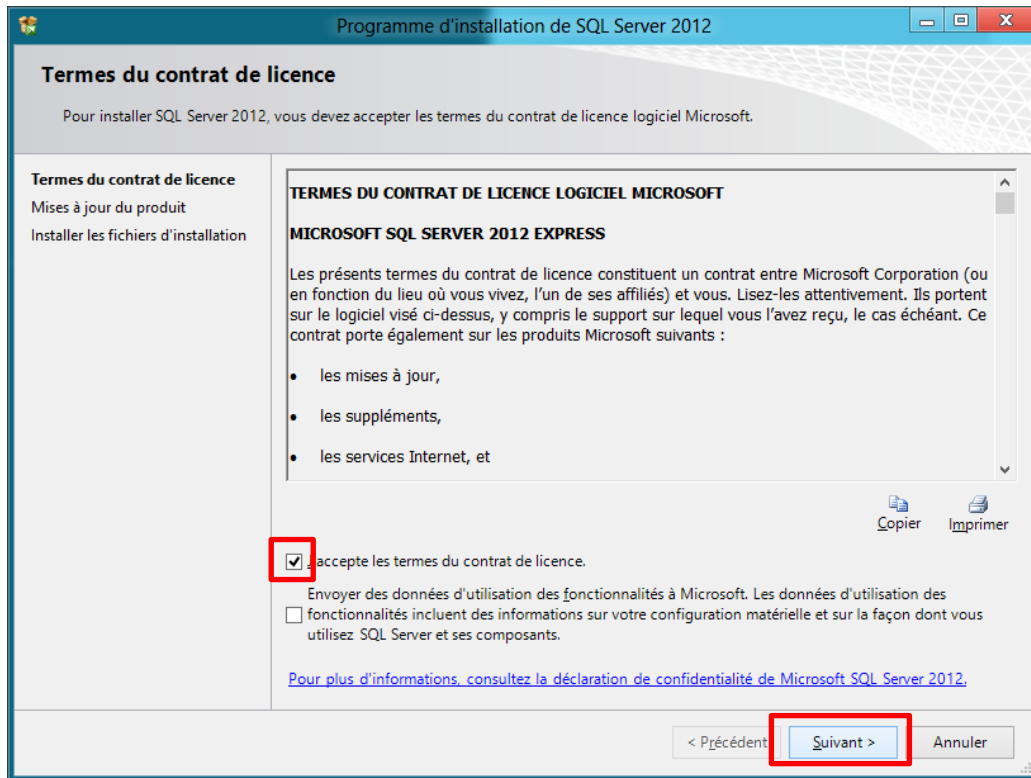 Programme d'installation de SQL Server 2012
Termes du contrat de licence
Pour installer SQL Server 2012, vous devez accepter les termes du contrat de licence logiciel Microsoft.
Termes du contrat de licence
Mises à jour du produit
Installer les fichiers d'installation
TERMES DU CONTRAT DE LICENCE LOGICIEL MICROSOFT
MICROSOFT SQL SERVER 2012 EXPRESS
Les présents termes du contrat de licence constituent un contrat entre Microsoft Corporation (ou
en fonction du lieu où vous vivez, l’un de ses affiliés) et vous. Lisez-les attentivement. Ils portent
sur le logiciel visé ci-dessus, y compris le support sur lequel vous l’avez reçu, le cas échéant. Ce
contrat porte également sur les produits Microsoft suivants :
• les mises à jour,
• les suppléments,
• les services Internet, et
Copier Imprimer
J'accepte les termes du contrat de licence.
Envoyer des données d'utilisation des fonctionnalités à Microsoft. Les données d'utilisation des
fonctionnalités incluent des informations sur votre configuration matérielle et sur la façon dont vous
utilisez SQL Server et ses composants.
Pour plus d'informations, consultez la déclaration de confidentialité de Microsoft SQL Server 2012.
< Précédent Suivant > Annuler